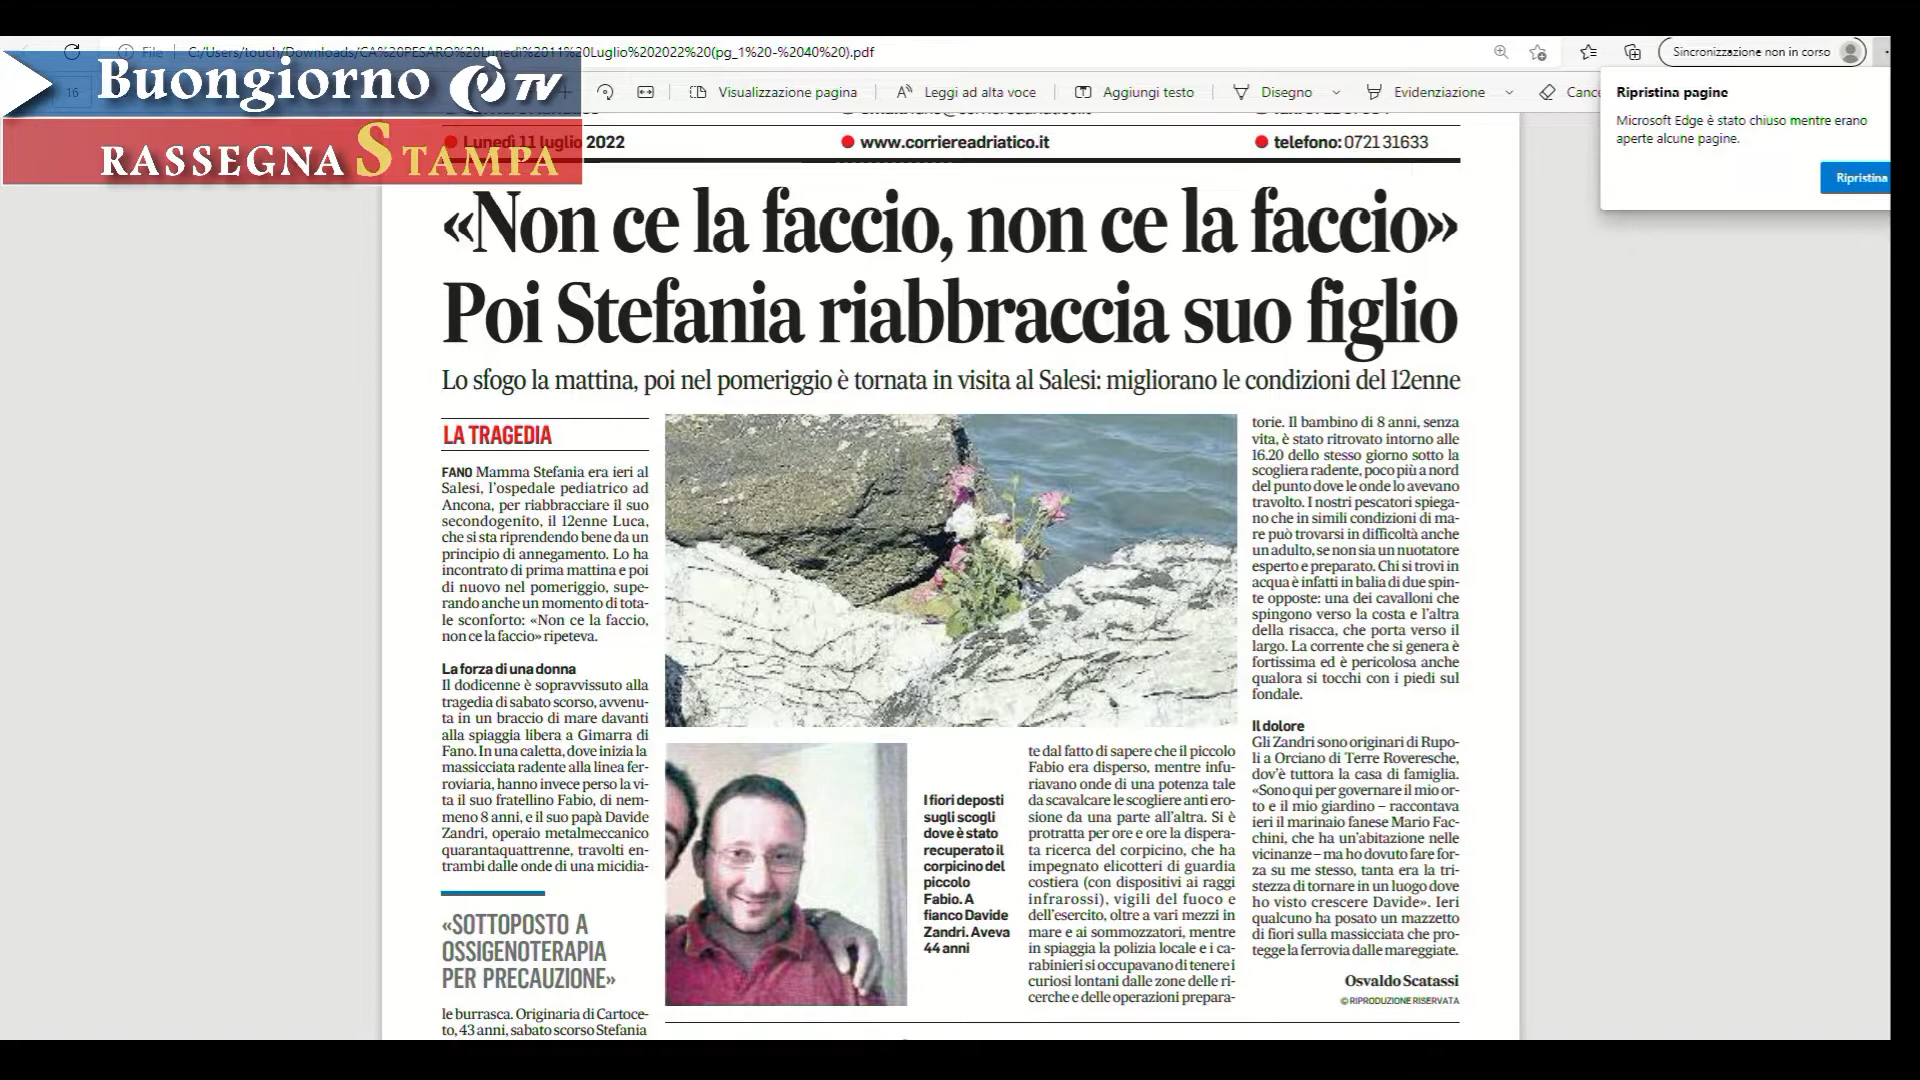 File
C:/Users/touch/Downloads/CA%20PESARO%20Lunedì%2011%20Luglio%202022%20(pg_1%20-%2040%20).pdf
Sincronizzazione non in corso
Buongiorno èTV
RASSEGNA STAMPA
16
Visualizzazione pagina
Leggi ad alta voce
Aggiungi testo
Disegno
Evidenziazione
Canc
Ripristina pagine
Microsoft Edge è stato chiuso mentre erano
aperte alcune pagine.
Ripristina
Lunedì 11 luglio 2022
www.corriereadriatico.it
telefono: 0721 31633
«Non ce la faccio, non ce la faccio»
Poi Stefania riabbraccia suo figlio
Lo sfogo la mattina, poi nel pomeriggio è tornata in visita al Salesi: migliorano le condizioni del 12enne
LA TRAGEDIA
FANO Mamma Stefania era ieri al
Salesi, l'ospedale pediatrico ad
Ancona, per riabbracciare il suo
secondogenito, il 12enne Luca,
che si sta riprendendo bene da un
principio di annegamento. Lo ha
incontrato di prima mattina e poi
di nuovo nel pomeriggio, supe-
rando anche un momento di tota-
le sconforto: «Non ce la faccio,
non ce la faccio» ripeteva.
La forza di una donna
Il dodicenne è sopravvissuto alla
tragedia di sabato scorso, avvenu-
ta in un braccio di mare davanti
alla spiaggia libera a Gimarra di
Fano. In una caletta, dove inizia la
massicciata radente alla linea fer-
roviaria, hanno invece perso la vi-
ta il suo fratellino Fabio, di nem-
meno 8 anni, e il suo papà Davide
Zandri, operaio metalmeccanico
quarantaquattrenne, travolti en-
trambi dalle onde di una micidia-
«SOTTOPOSTO A
OSSIGENOTERAPIA
PER PRECAUZIONE»
le burrasca. Originaria di Cartoce-
to, 43 anni, sabato scorso Stefania
I fiori deposti
sugli scogli
dove è stato
recuperato il
corpicino del
piccolo
Fabio. A
fianco Davide
Zandri. Aveva
44 anni
te dal fatto di sapere che il piccolo
Fabio era disperso, mentre infu-
riavano onde di una potenza tale
da scavalcare le scogliere anti ero-
sione da una parte all'altra. Si è
protratta per ore e ore la dispera-
ta ricerca del corpicino, che ha
impegnato elicotteri di guardia
costiera (con dispositivi ai raggi
infrarossi), vigili del fuoco e
dell'esercito, oltre a vari mezzi in
mare e ai sommozzatori, mentre
in spiaggia la polizia locale e i ca-
rabinieri si occupavano di tenere i
curiosi lontani dalle zone delle ri-
cerche e delle operazioni prepara-
torie. Il bambino di 8 anni, senza
vita, è stato ritrovato intorno alle
16.20 dello stesso giorno sotto la
scogliera radente, poco più a nord
del punto dove le onde lo avevano
travolto. I nostri pescatori spiega-
no che in simili condizioni di ma-
re può trovarsi in difficoltà anche
un adulto, se non sia un nuotatore
esperto e preparato. Chi si trovi in
acqua è infatti in balia di due spin-
te opposte: una dei cavalloni che
spingono verso la costa e l'altra
della risacca, che porta verso il
largo. La corrente che si genera è
fortissima ed è pericolosa anche
qualora si tocchi con i piedi sul
fondale.
Il dolore
Gli Zandri sono originari di Rupo-
li a Orciano di Terre Roveresche,
dov'è tuttora la casa di famiglia.
«Sono qui per governare il mio or-
to e il mio giardino – raccontava
ieri il marinaio fanese Mario Fac-
chini, che ha un'abitazione nelle
vicinanze – ma ho dovuto fare for-
za su me stesso, tanta era la tri-
stezza di tornare in un luogo dove
ho visto crescere Davide». Ieri
qualcuno ha posato un mazzetto
di fiori sulla massicciata che pro-
tegge la ferrovia dalle mareggiate.
Osvaldo Scatassi
© RIPRODUZIONE RISERVATA